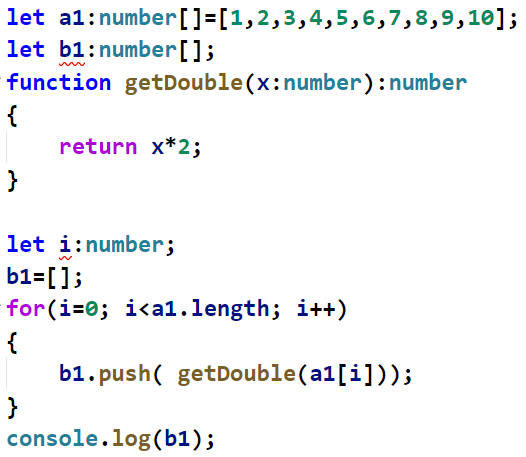 let a1:number[]=[1,2,3,4,5,6,7,8,9,10];
let b1:number[];
function getDouble(x:number):number
{
    return x*2;
}

let i:number;
b1=[];
for(i=0; i<a1.length; i++)
{
    b1.push( getDouble(a1[i]));
}
console.log(b1);